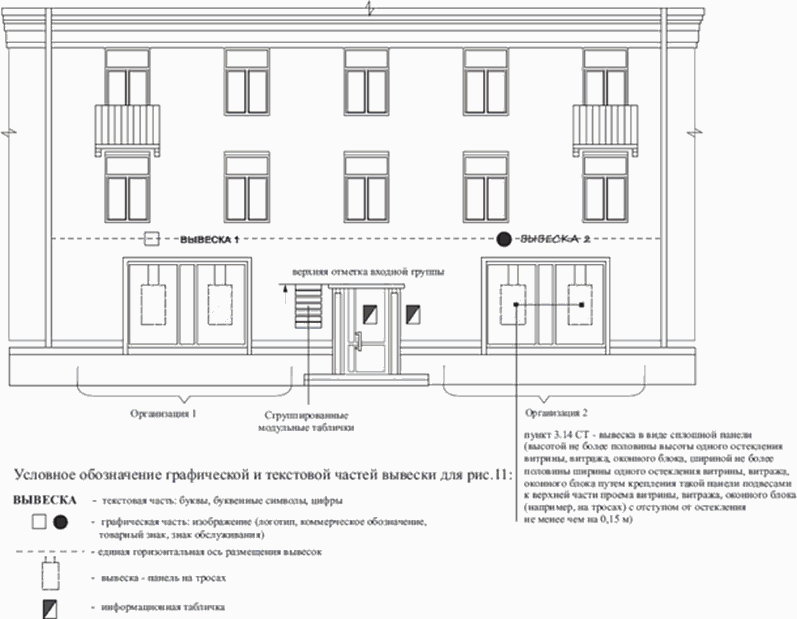 ВЫВЕСКА 1
ВЫВЕСКА 2
верхняя отметка входной группы
Организация 1
Сгруппированные
модульные таблички
Организация 2
пункт 3.14 СТ - вывеска в виде сплошной панели
(высотой не более половины высоты одного остекления
витрины, витража, оконного блока, шириной не более
половины ширины одного остекления витрины, витража,
оконного блока путем крепления такой панели подвесами
к верхней части проема витрины, витража, оконного блока
(например, на тросах) с отступом от остекления
не менее чем на 0,15 м)
Условное обозначение графической и текстовой частей вывески для рис.11:
ВЫВЕСКА - текстовая часть: буквы, буквенные символы, цифры
- графическая часть: изображение (логотип, коммерческое обозначение,
товарный знак, знак обслуживания)
- единая горизонтальная ось размещения вывесок
- вывеска - панель на тросах
- информационная табличка